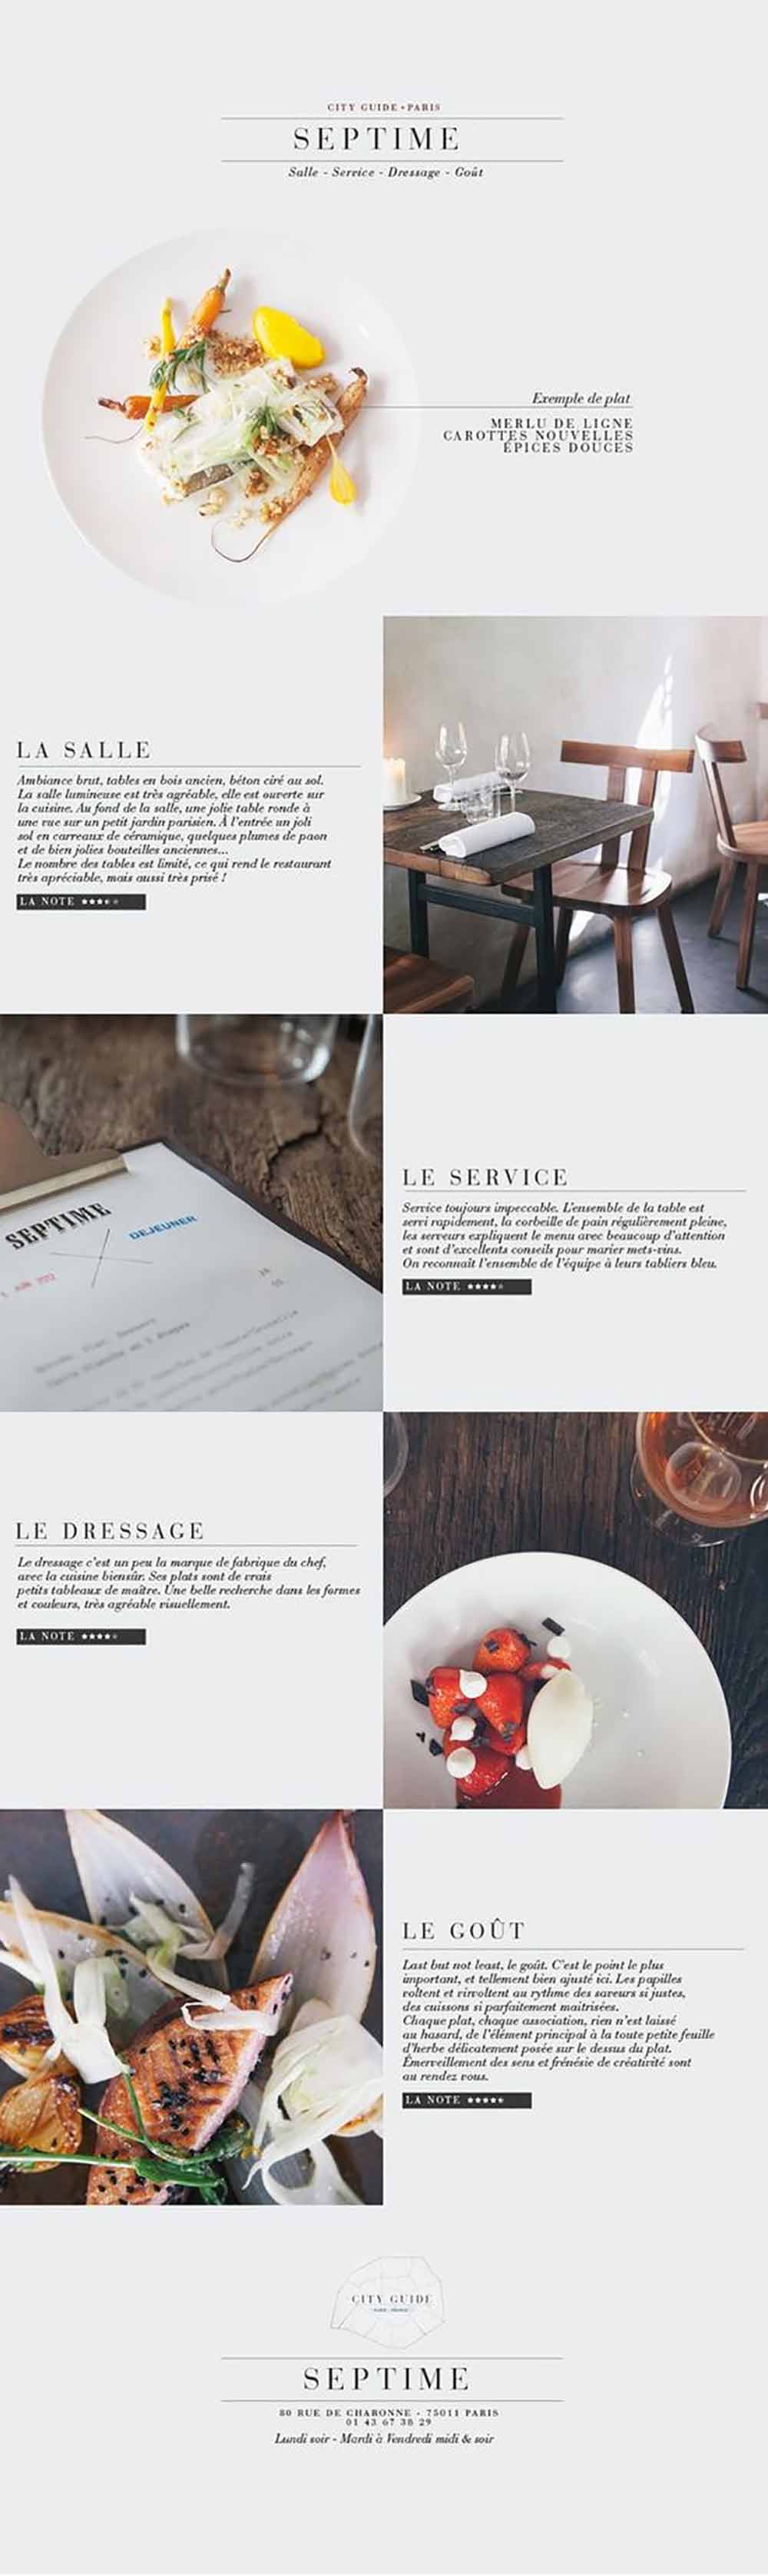 CITY GUIDE • PARIS
SEPTIME
Salle - Service - Dressage - Goût
Exemple de plat
MERLU DE LIGNE
CAROTTES NOUVELLES
ÉPICES DOUCES
LA SALLE
Ambiance brut, tables en bois ancien, béton ciré au sol.
La salle lumineuse est très agréable, elle est ouverte sur
la cuisine. Au fond de la salle, une jolie table ronde à
une vue sur un petit jardin parisien. À l'entrée un joli
sol en carreaux de céramique, quelques plumes de paon
et de bien jolies bouteilles anciennes...
Le nombre des tables est limité, ce qui rend le restaurant
très apréciable, mais aussi très prisé !
LA NOTE
SEPTIME
DEJEUNER
LE SERVICE
Service toujours impeccable. L'ensemble de la table est
servi rapidement, la corbeille de pain régulièrement pleine,
les serveurs expliquent le menu avec beaucoup d'attention
et sont d'excellents conseils pour marier mets-vins.
On reconnaît l'ensemble de l'équipe à leurs tabliers bleu.
LA NOTE
LE DRESSAGE
Le dressage c'est un peu la marque de fabrique du chef,
avec la cuisine biensûr. Ses plats sont de vrais
petits tableaux de maître. Une belle recherche dans les formes
et couleurs, très agréable visuellement.
LA NOTE
LE GOÛT
Last but not least, le goût. C'est le point le plus
important, et tellement bien ajusté ici. Les papilles
voltent et virvoltent au rythme des saveurs si justes,
des cuissons si parfaitement maitrisées.
Chaque plat, chaque association, rien n'est laissé
au hasard, de l'élément principal à la toute petite feuille
d'herbe délicatement posée sur le dessus du plat.
Émerveillement des sens et frénésie de créativité sont
au rendez vous.
LA NOTE
CITY GUIDE
SEPTIME
80 RUE DE CHARONNE - 75011 PARIS
01 43 67 38 29
Lundi soir - Mardi à Vendredi midi & soir